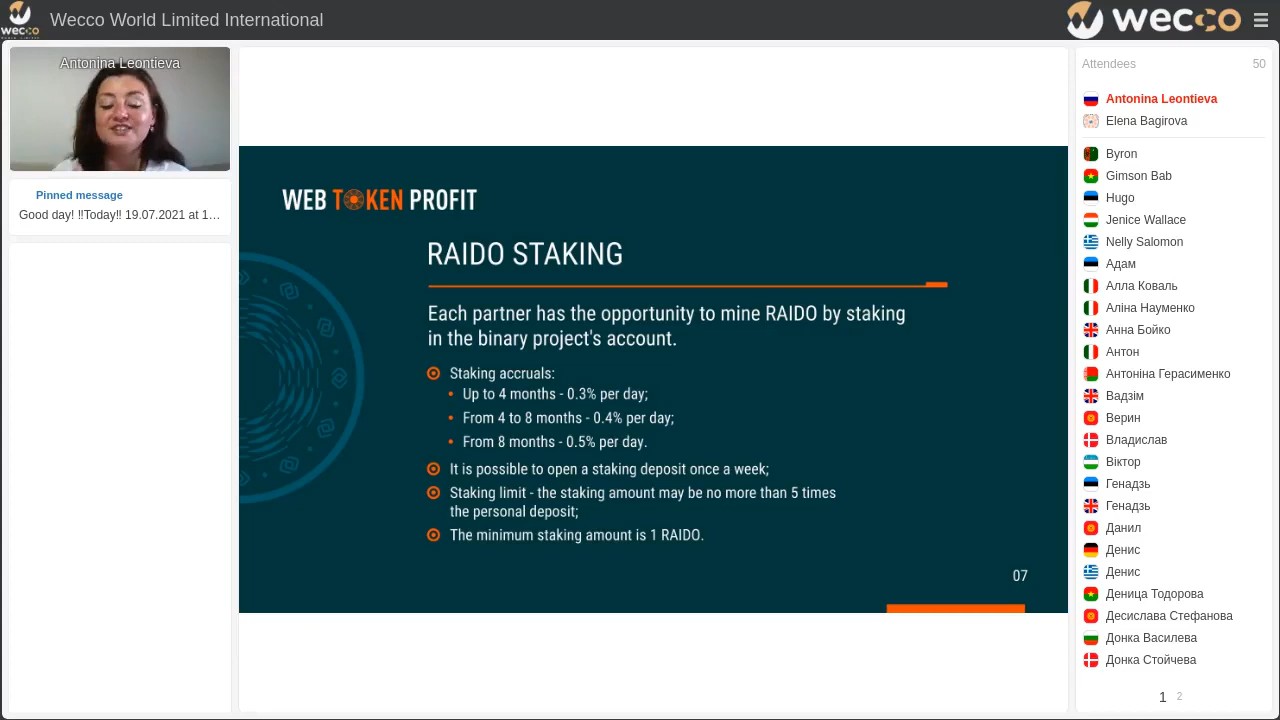 wecco
Wecco World Limited International
wecco
Antonina Leontieva
Pinned message
Good day! ‼Today‼ 19.07.2021 at 1…
WEB TOKEN PROFIT
RAIDO STAKING
Each partner has the opportunity to mine RAIDO by staking
in the binary project's account.
Staking accruals:
Up to 4 months - 0.3% per day;
From 4 to 8 months - 0.4% per day;
From 8 months - 0.5% per day.
It is possible to open a staking deposit once a week;
Staking limit - the staking amount may be no more than 5 times
the personal deposit;
The minimum staking amount is 1 RAIDO.
07
Attendees 50
Antonina Leontieva
Elena Bagirova
Byron
Gimson Bab
Hugo
Jenice Wallace
Nelly Salomon
Адам
Алла Коваль
Аліна Науменко
Анна Бойко
Антон
Антоніна Герасименко
Вадзім
Верин
Владислав
Віктор
Генадзь
Генадзь
Данил
Денис
Денис
Деница Тодорова
Десислава Стефанова
Донка Василева
Донка Стойчева
1 2